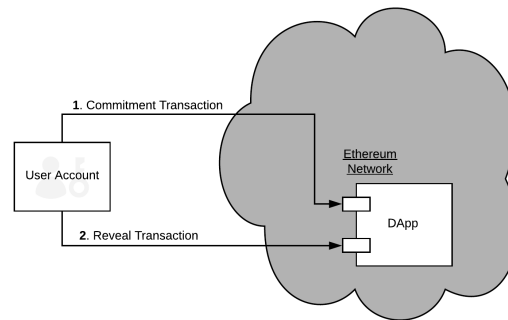 1. Commitment Transaction
Ethereum
Network
User Account
DApp
2. Reveal Transaction